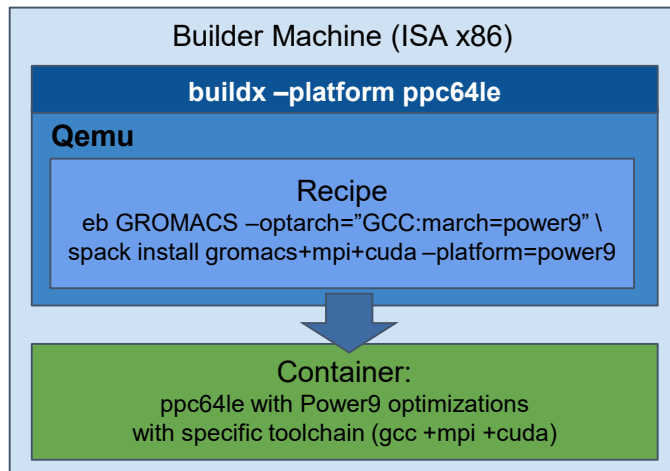 Builder Machine (ISA x86)
buildx –platform ppc64le
Qemu
Recipe
eb GROMACS –optarch=”GCC:march=power9” \
spack install gromacs+mpi+cuda –platform=power9
Container:
ppc64le with Power9 optimizations
with specific toolchain (gcc +mpi +cuda)